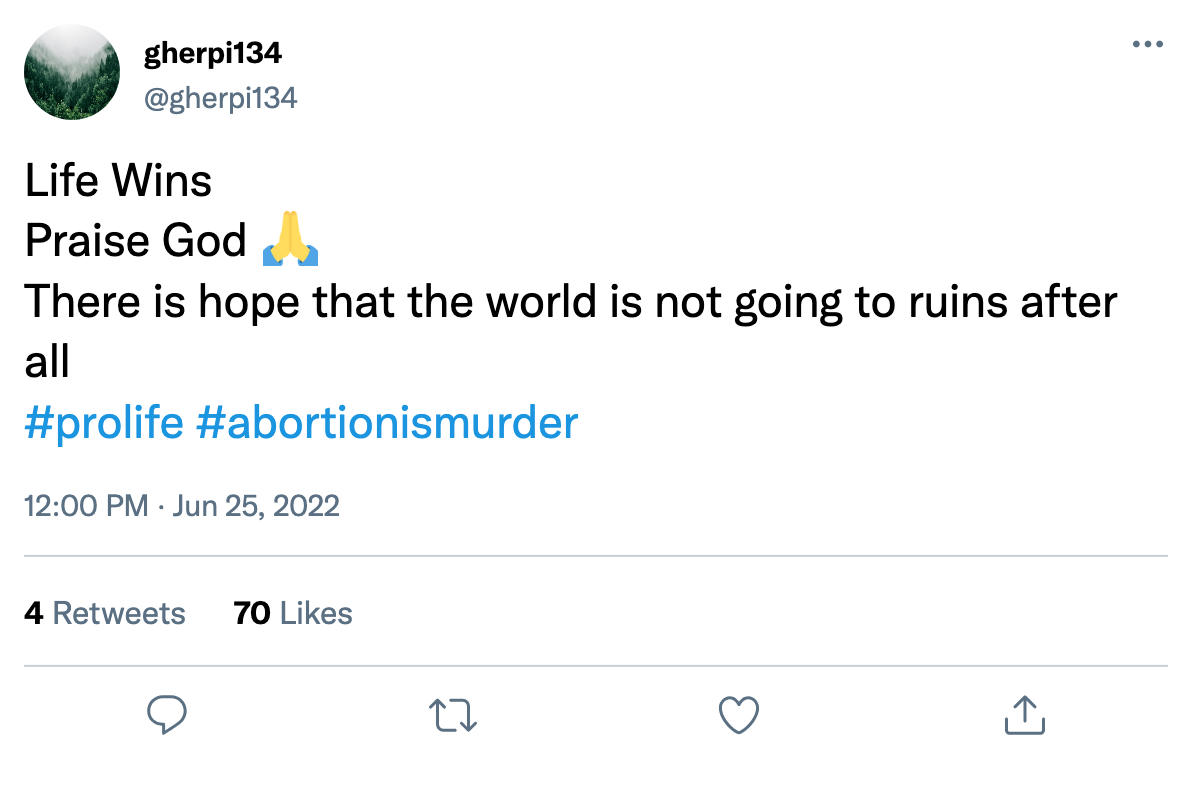 gherpi134
@gherpi134
Life Wins
Praise God 🙏
There is hope that the world is not going to ruins after
all
#prolife #abortionismurder
12:00 PM · Jun 25, 2022
4 Retweets 70 Likes